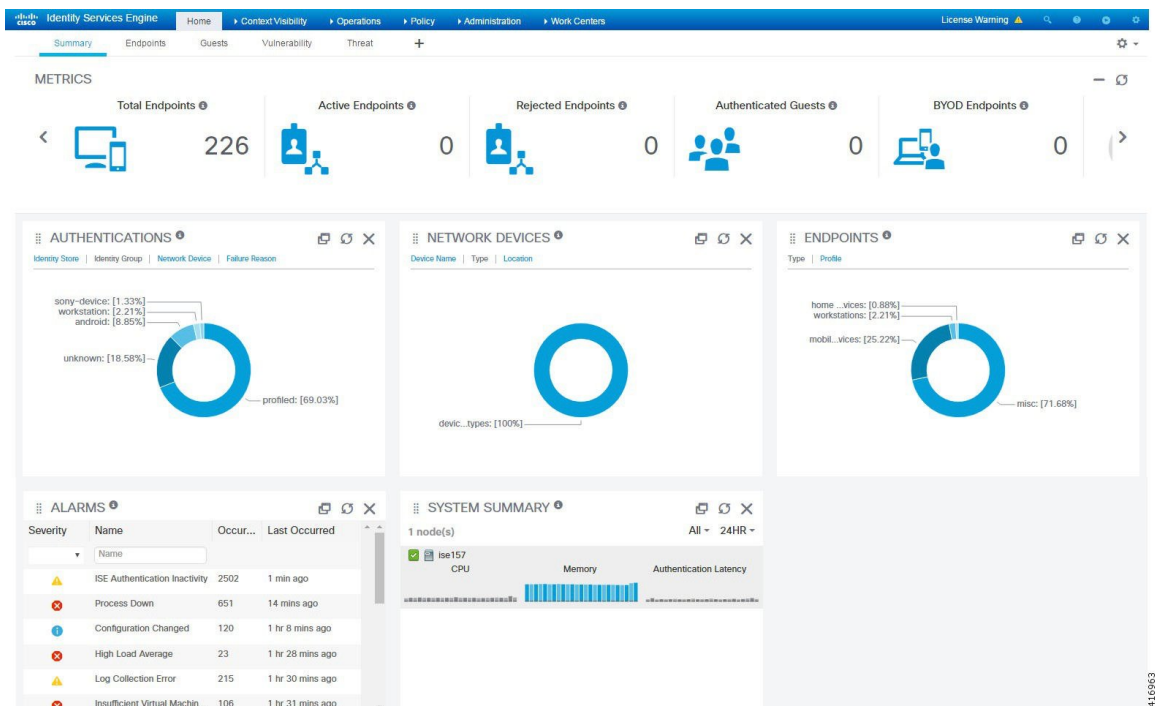 cisco Identity Services Engine Home Context Visibility Operations Policy Administration Work Centers License Warning
Summary Endpoints Guests Vulnerability Threat +
METRICS
Total Endpoints Active Endpoints Rejected Endpoints Authenticated Guests BYOD Endpoints
226 0 0 0 0
AUTHENTICATIONS
Identity Store | Identity Group | Network Device | Failure Reason
sony-device: [1.33%]
workstation: [2.21%]
android: [8.85%]
unknown: [18.58%]
profiled: [69.03%]
NETWORK DEVICES
Device Name | Type | Location
devic...types: [100%]
ENDPOINTS
Type | Profile
home ...vices: [0.88%]
workstations: [2.21%]
mobil...vices: [25.22%]
misc: [71.68%]
ALARMS
Severity Name Occur... Last Occurred
Name
ISE Authentication Inactivity 2502 1 min ago
Process Down 651 14 mins ago
Configuration Changed 120 1 hr 8 mins ago
High Load Average 23 1 hr 28 mins ago
Log Collection Error 215 1 hr 30 mins ago
Insufficient Virtual Machin 106 1 hr 31 mins ago
SYSTEM SUMMARY
1 node(s) All 24HR
ise157
CPU Memory Authentication Latency
416963